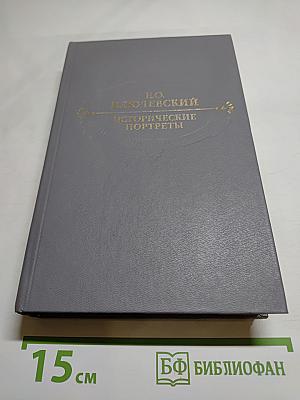 В.О.
КЛЮЧЕВСКИЙ
ИСТОРИЧЕСКИЕ
ПОРТРЕТЫ
15 см
БФ БИБЛИОФАН